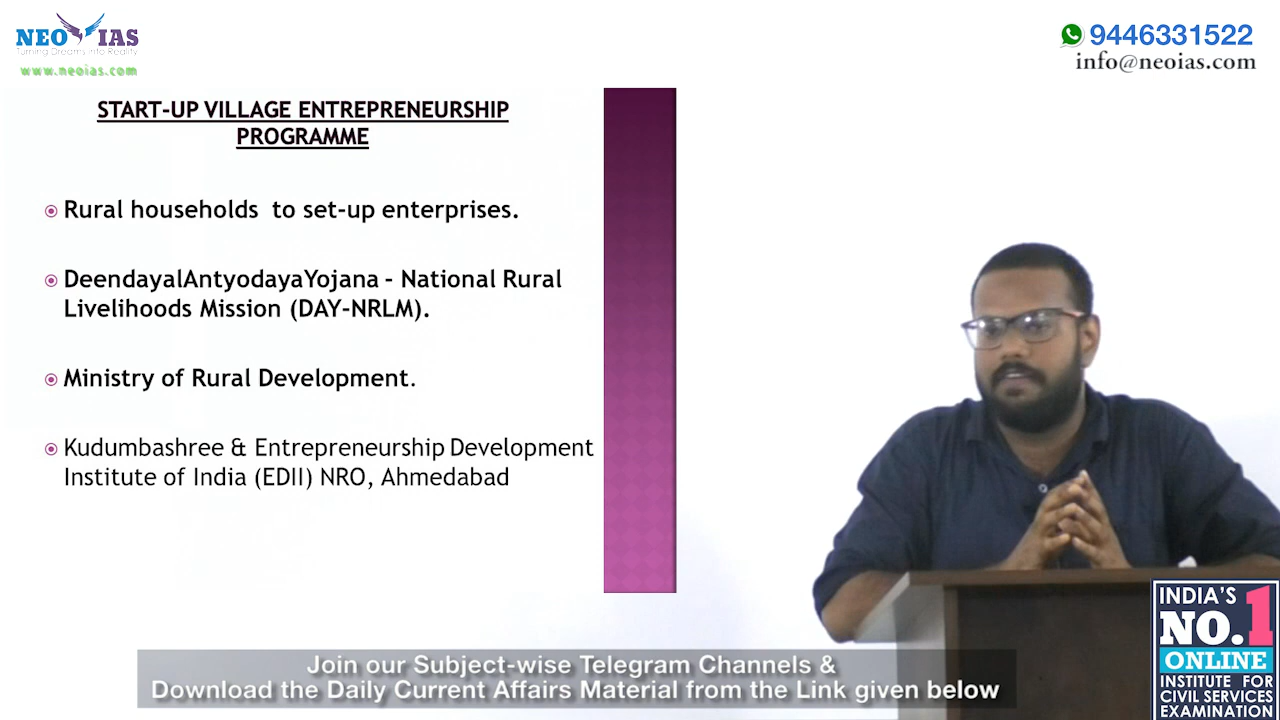 NEO IAS
Turning Dreams into Reality
www.neoias.com
9446331522
info@neoias.com
START-UP VILLAGE ENTREPRENEURSHIP
PROGRAMME
Rural households to set-up enterprises.
DeendayalAntyodayaYojana - National Rural
Livelihoods Mission (DAY-NRLM).
Ministry of Rural Development.
Kudumbashree & Entrepreneurship Development
Institute of India (EDII) NRO, Ahmedabad
INDIA'S
NO.1
ONLINE
INSTITUTE FOR
CIVIL SERVICES
EXAMINATION
Join our Subject-wise Telegram Channels &
Download the Daily Current Affairs Material from the Link given below